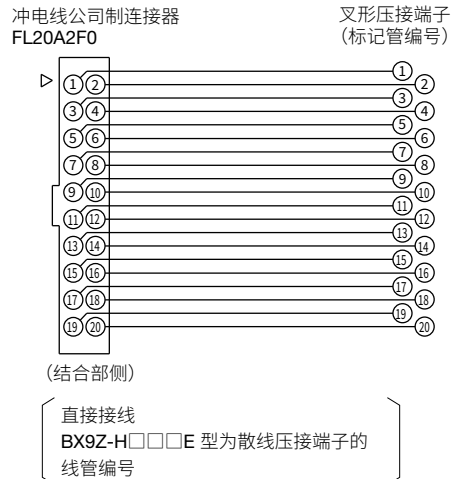 冲电线公司制连接器
FL20A2F0
叉形压接端子
（标记管编号）
① ② ① ②
③ ④ ③ ④
⑤ ⑥ ⑤ ⑥
⑦ ⑧ ⑦ ⑧
⑨ ⑩ ⑨ ⑩
⑪ ⑫ ⑪ ⑫
⑬ ⑭ ⑬ ⑭
⑮ ⑯ ⑮ ⑯
⑰ ⑱ ⑰ ⑱
⑲ ⑳ ⑲ ⑳
（结合部侧）
直接接线
BX9Z-H□□□E 型为散线压接端子的
线管编号